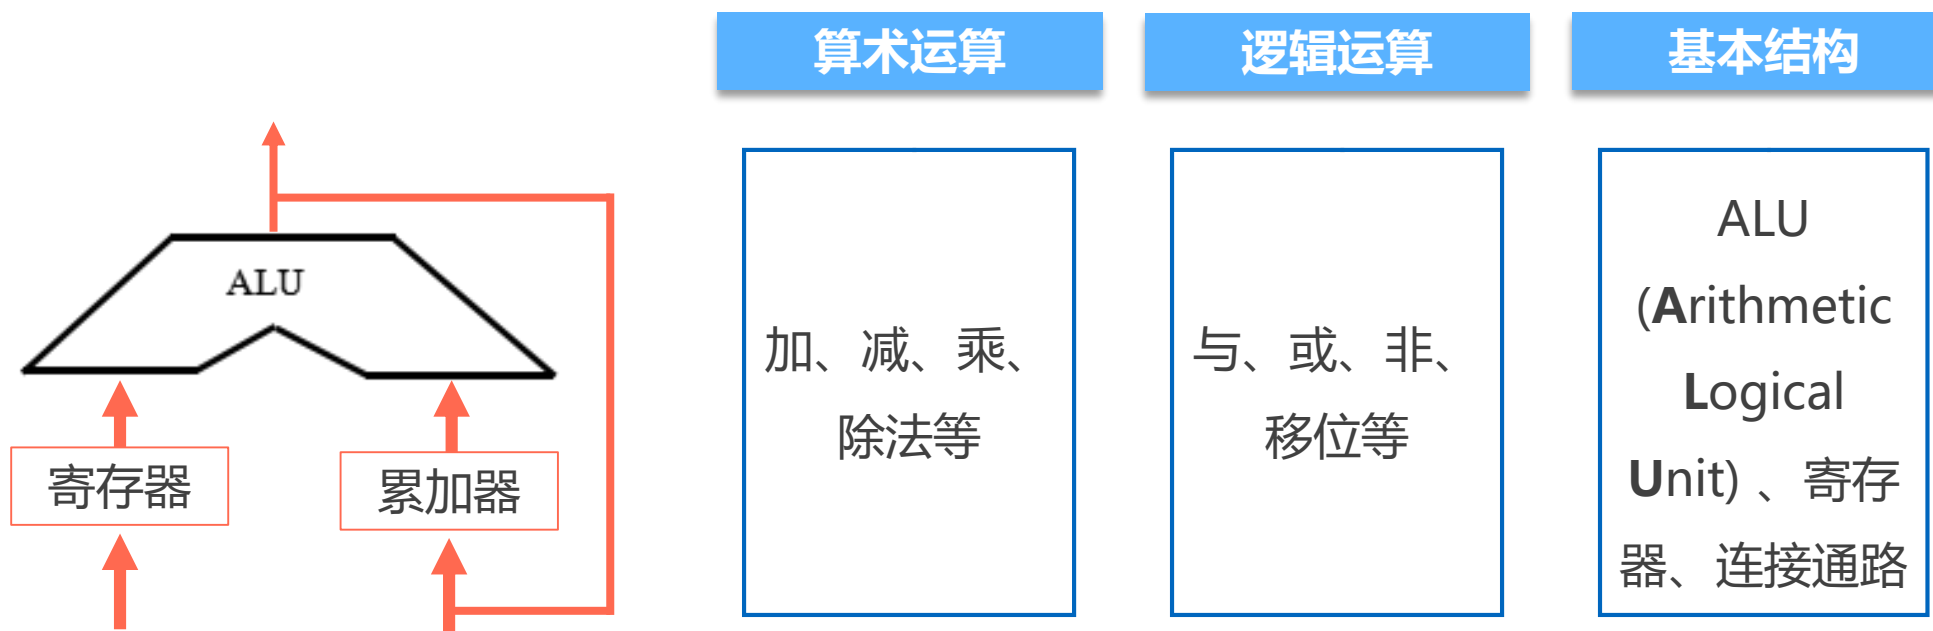 算术运算
逻辑运算
基本结构
ALU
寄存器
累加器
加、减、乘、
除法等
与、或、非、
移位等
ALU
(Arithmetic
Logical
Unit) 、寄存
器、连接通路